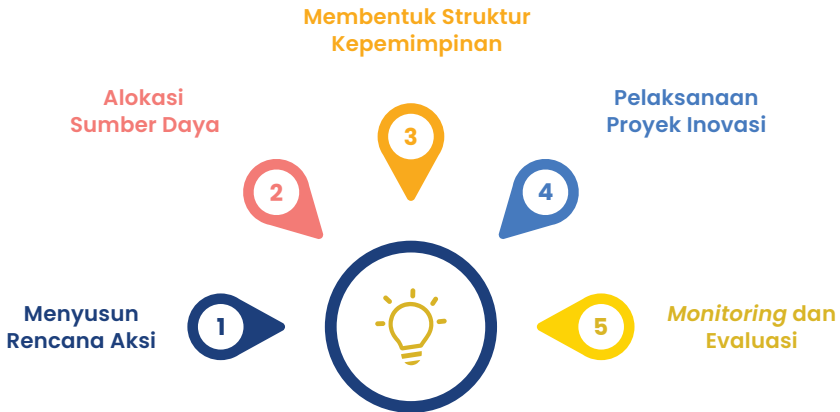 Menyusun
Rencana Aksi
1
Alokasi
Sumber Daya
2
Membentuk Struktur
Kepemimpinan
3
Pelaksanaan
Proyek Inovasi
4
Monitoring dan
Evaluasi
5